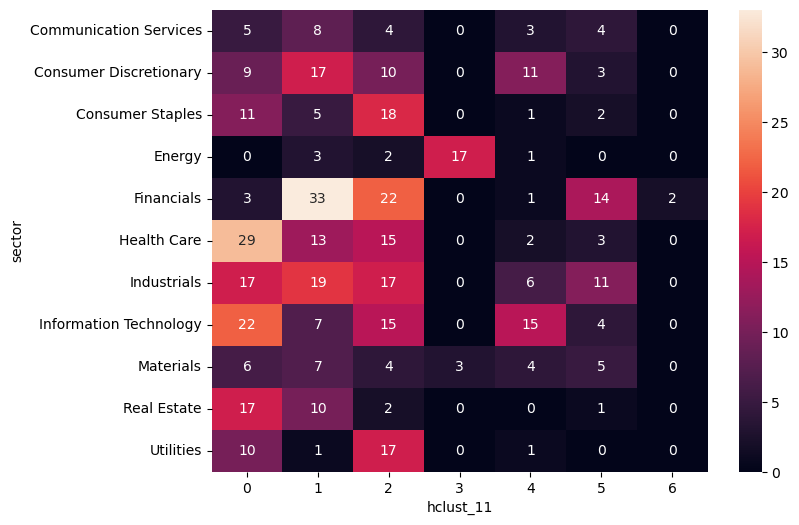 Communication Services 5 8 4 0 3 4 0
Consumer Discretionary 9 17 10 0 11 3 0
Consumer Staples 11 5 18 0 1 2 0
Energy 0 3 2 17 1 0 0
Financials 3 33 22 0 1 14 2
Health Care 29 13 15 0 2 3 0
Industrials 17 19 17 0 6 11 0
Information Technology 22 7 15 0 15 4 0
Materials 6 7 4 3 4 5 0
Real Estate 17 10 2 0 0 1 0
Utilities 10 1 17 0 1 0 0
0 1 2 3 4 5 6
hclust_11
sector
30
25
20
15
10
5
0